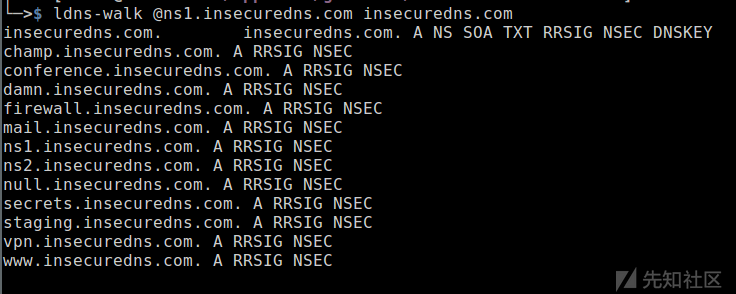 └─>$ ldns-walk @ns1.insecuredns.com insecuredns.com
insecuredns.com. insecuredns.com. A NS SOA TXT RRSIG NSEC DNSKEY
champ.insecuredns.com. A RRSIG NSEC
conference.insecuredns.com. A RRSIG NSEC
damn.insecuredns.com. A RRSIG NSEC
firewall.insecuredns.com. A RRSIG NSEC
mail.insecuredns.com. A RRSIG NSEC
ns1.insecuredns.com. A RRSIG NSEC
ns2.insecuredns.com. A RRSIG NSEC
null.insecuredns.com. A RRSIG NSEC
secrets.insecuredns.com. A RRSIG NSEC
staging.insecuredns.com. A RRSIG NSEC
vpn.insecuredns.com. A RRSIG NSEC
www.insecuredns.com. A RRSIG NSEC
先知社区